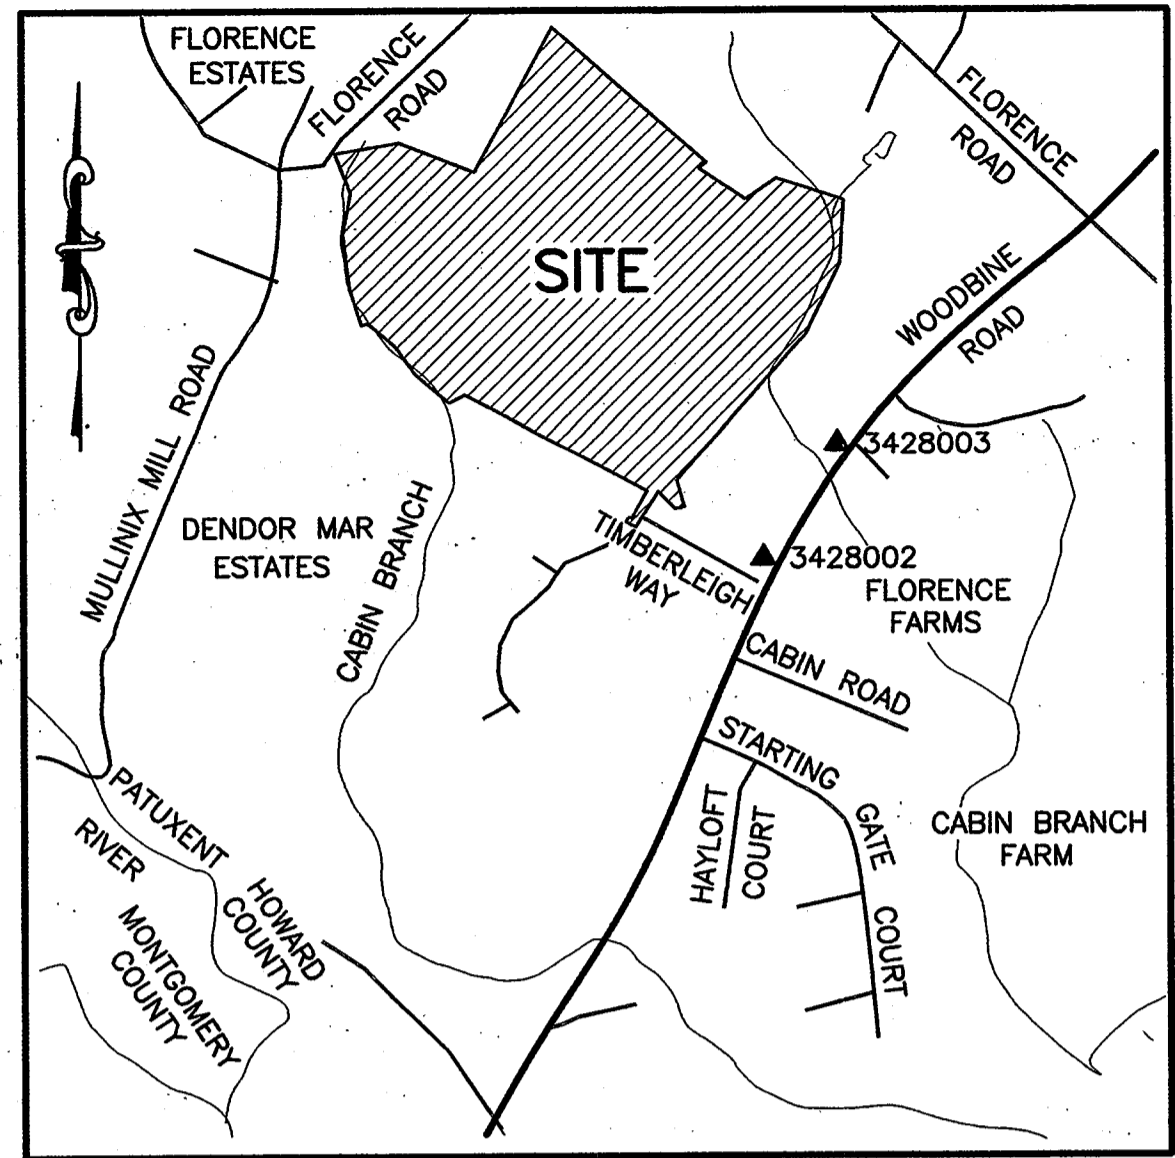 FLORENCE
ESTATES
FLORENCE
ROAD
FLORENCE
ROAD
SITE
WOODBINE
ROAD
MULLINIX MILL ROAD
3428003
DENDOR MAR
ESTATES
CABIN BRANCH
TIMBERLEIGH
WAY
3428002
FLORENCE
FARMS
CABIN ROAD
STARTING GATE COURT
HAYLOFT
COURT
CABIN BRANCH
FARM
PATUXENT
RIVER
HOWARD
COUNTY
MONTGOMERY
COUNTY